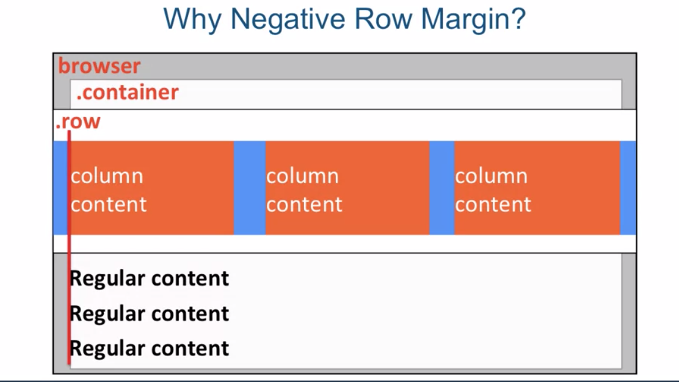 Why Negative Row Margin?
browser
.container
.row
column
content
column
content
column
content
Regular content
Regular content
Regular content